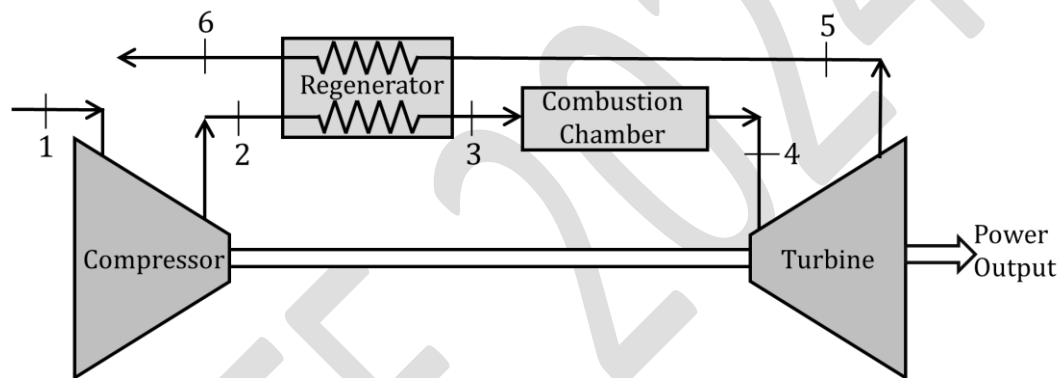 6
5
Regenerator
Combustion
Chamber
1
2
3
4
Compressor
Turbine
Power
Output